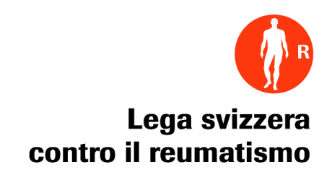 R
Lega svizzera
contro il reumatismo